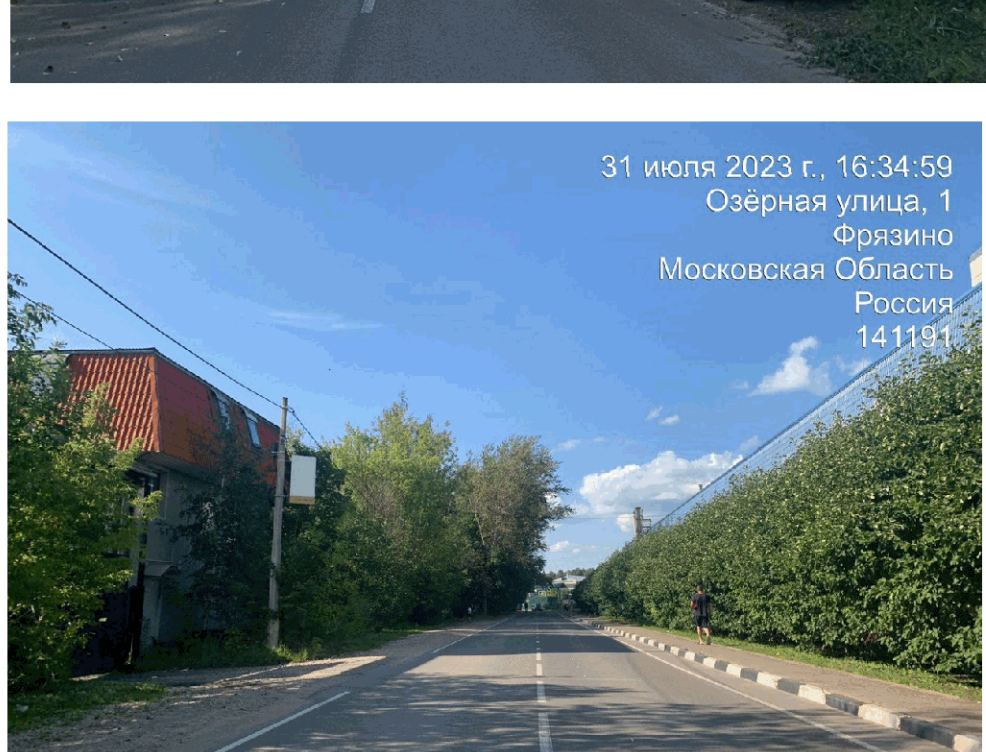 31 июля 2023 г., 16:34:59
Озёрная улица, 1
Фрязино
Московская Область
Россия
141191